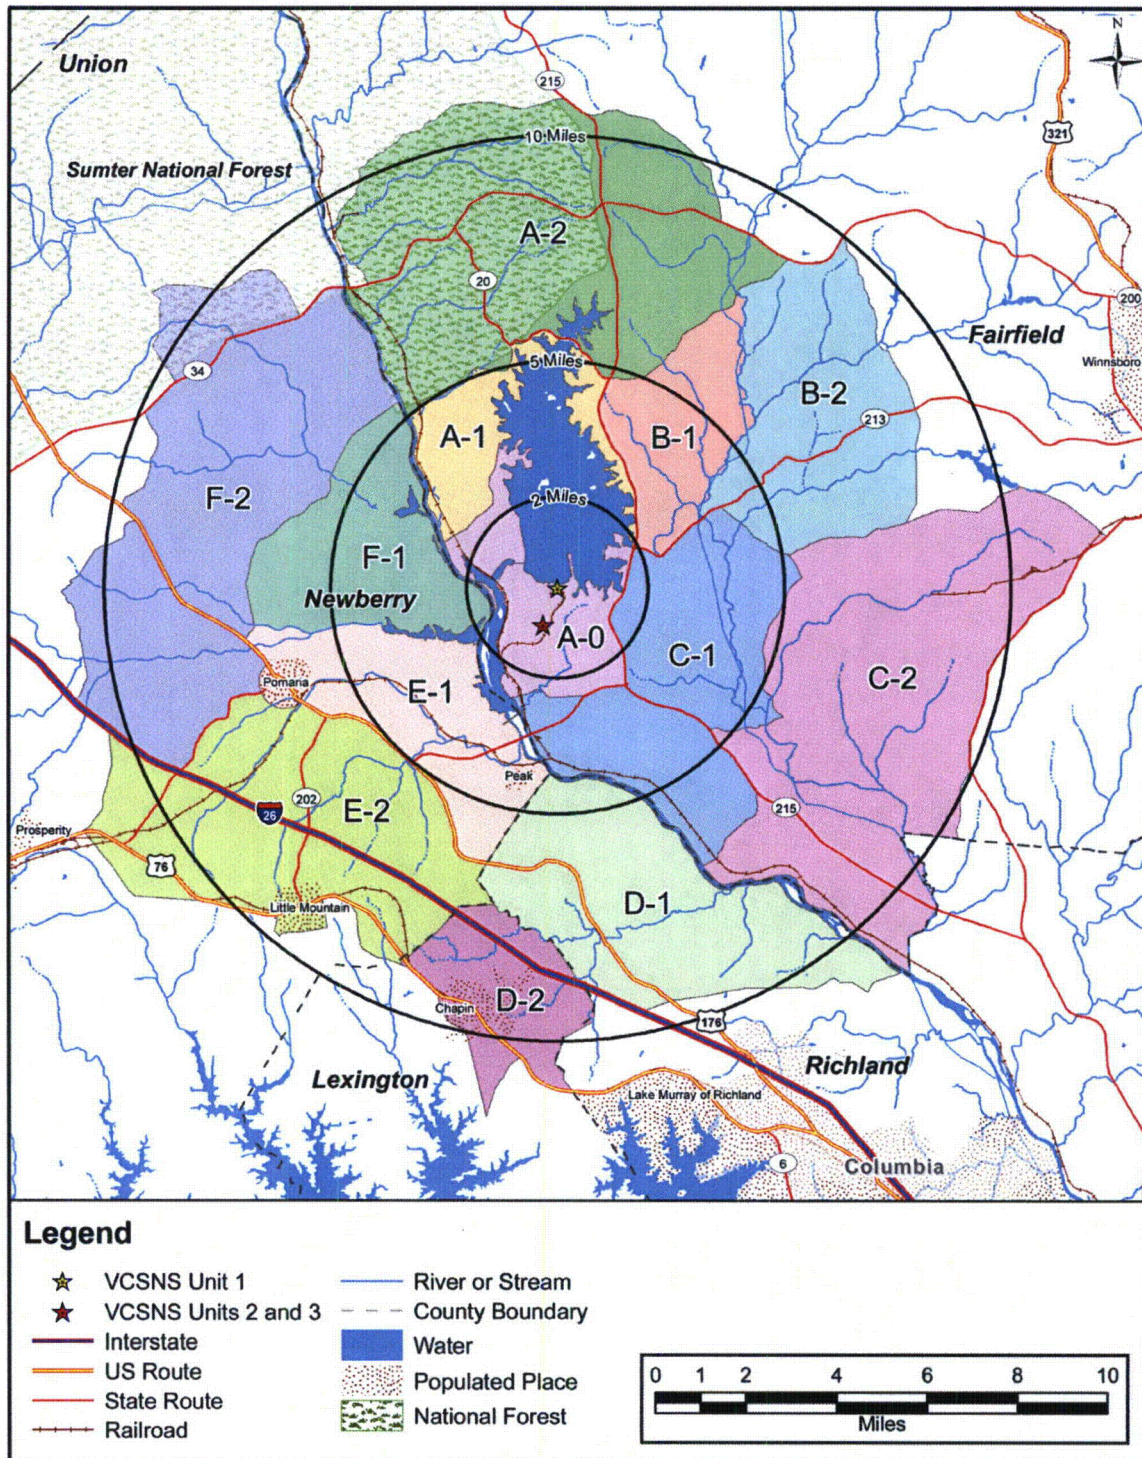 N
Union
215
321
10 Miles
Sumter National Forest
A-2
20
200
Fairfield
Winnsboro
5 Miles
34
B-2
213
A-1
B-1
F-2
2 Miles
F-1
Newberry
A-0
C-1
C-2
Pomaria
E-1
Peak
202
26
E-2
215
Prosperity
76
Little Mountain
D-1
Chapin
D-2
176
Lexington
Richland
Lake Murray of Richland
6
Columbia
Legend
VCSNS Unit 1
VCSNS Units 2 and 3
Interstate
US Route
State Route
Railroad
River or Stream
County Boundary
Water
Populated Place
National Forest
0 1 2 4 6 8 10
Miles